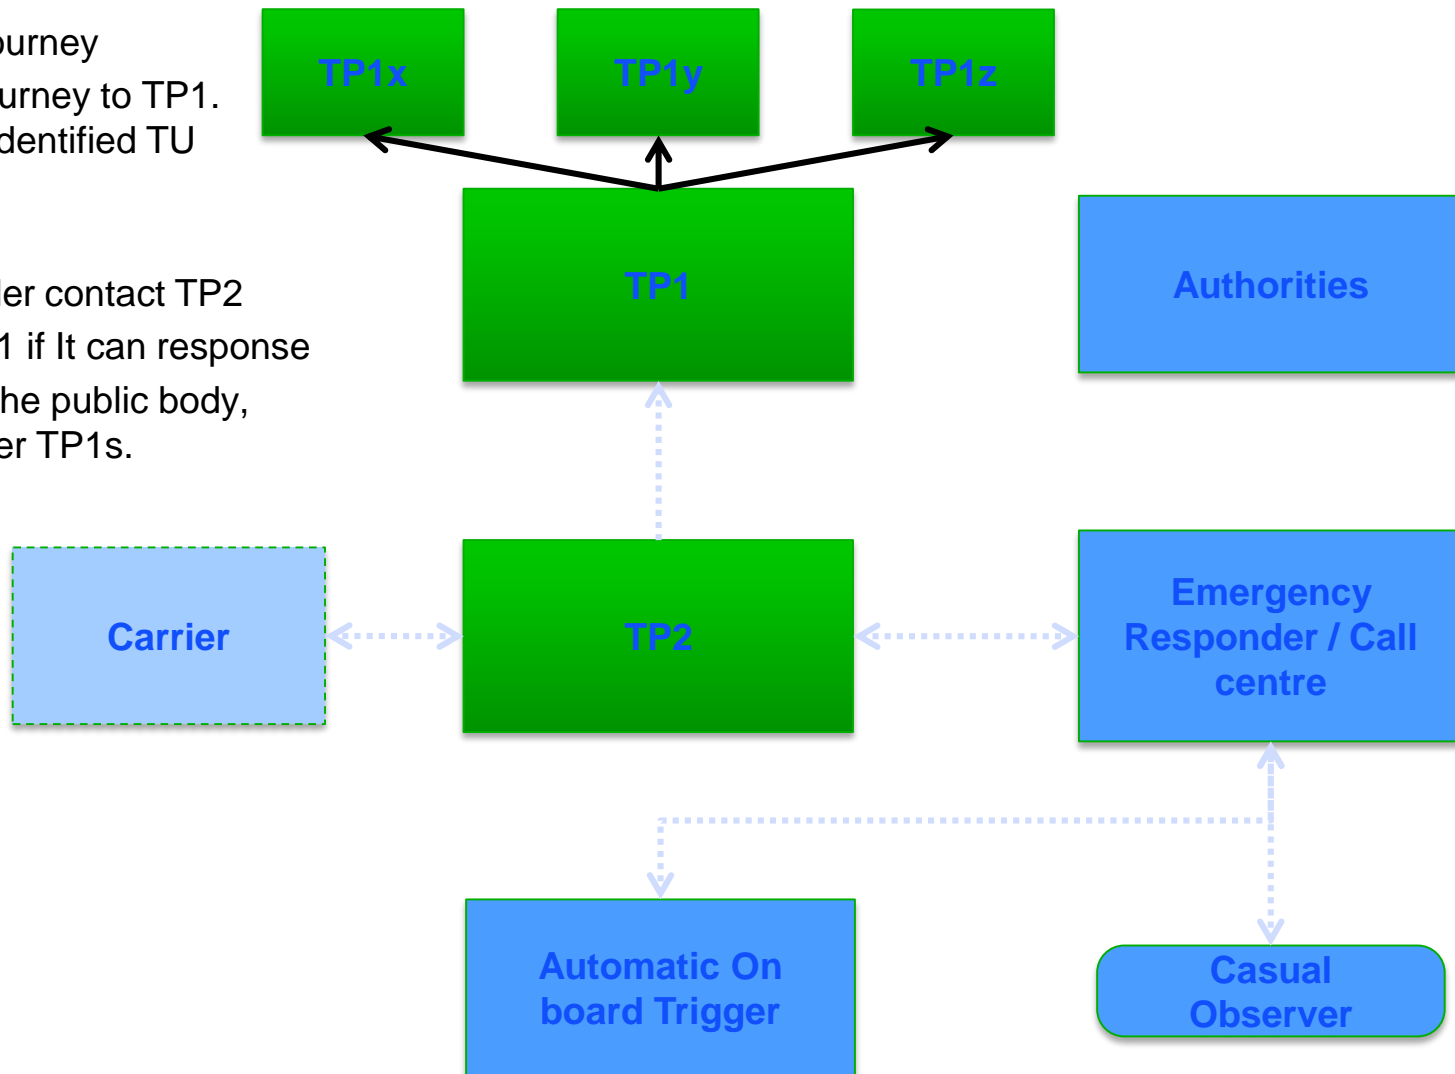 ourney
TP1x
TP1y
TP1z
urney to TP1.
dentified TU
TP1
Authorities
ler contact TP2
1 if It can response
he public body,
er TP1s.
Carrier
TP2
Emergency
Responder / Call
centre
Automatic On
board Trigger
Casual
Observer